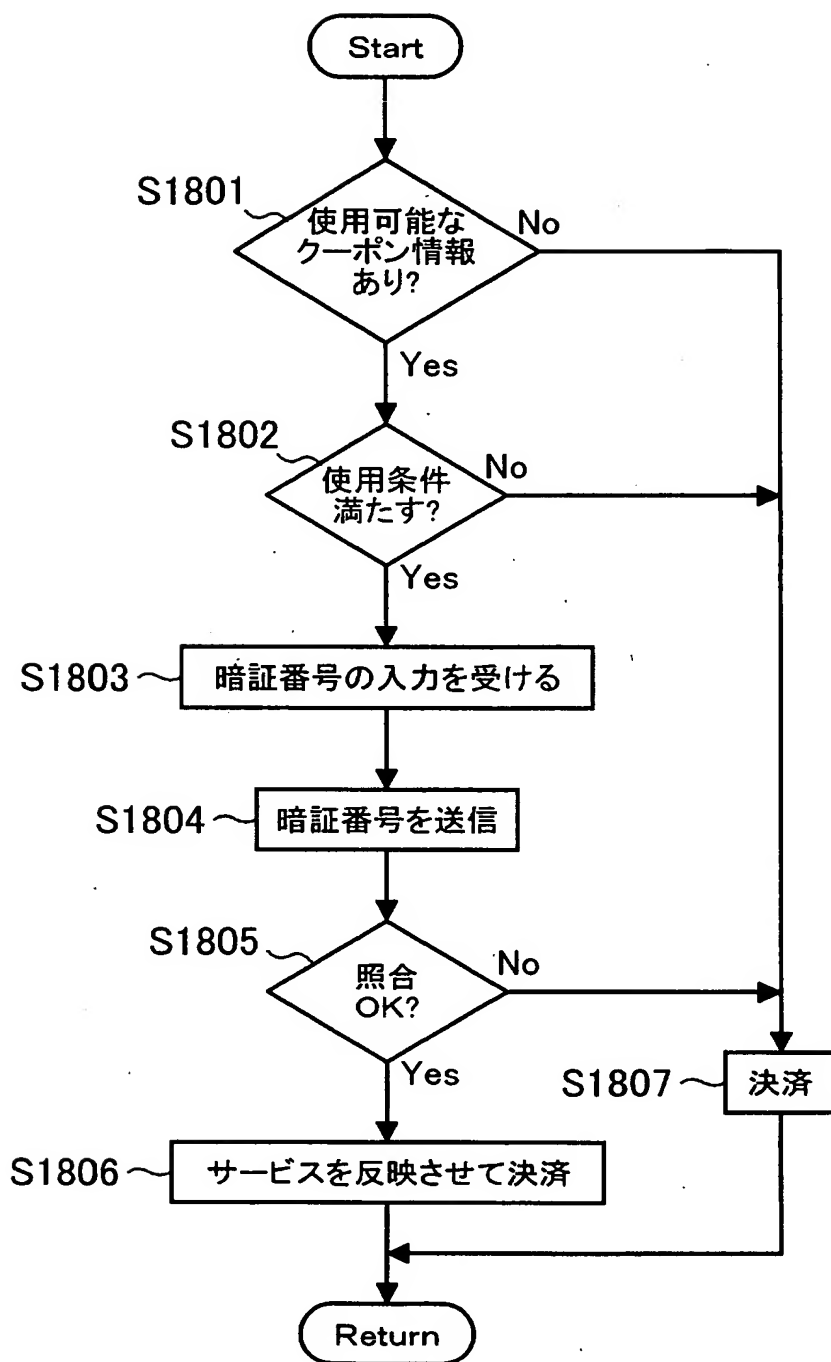 Start
S1801
使用可能な
クーポン情報
あり?
No
Yes
S1802
使用条件
満たす?
No
Yes
S1803
暗証番号の入力を受ける
S1804
暗証番号を送信
S1805
照合
OK?
No
Yes
S1807
決済
S1806
サービスを反映させて決済
Return